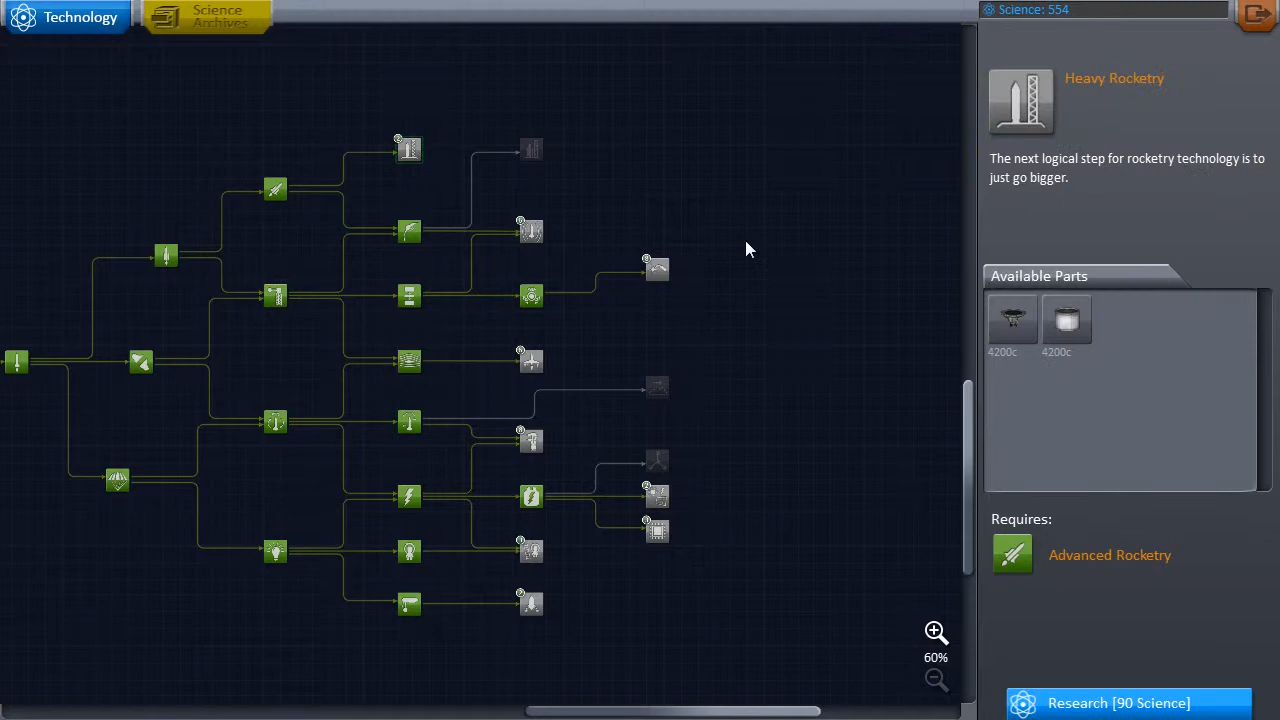 Technology
Science
Archives
Science: 554
Heavy Rocketry
The next logical step for rocketry technology is to
just go bigger.
Available Parts
4200c
4200c
Requires:
Advanced Rocketry
60%
Research [90 Science]